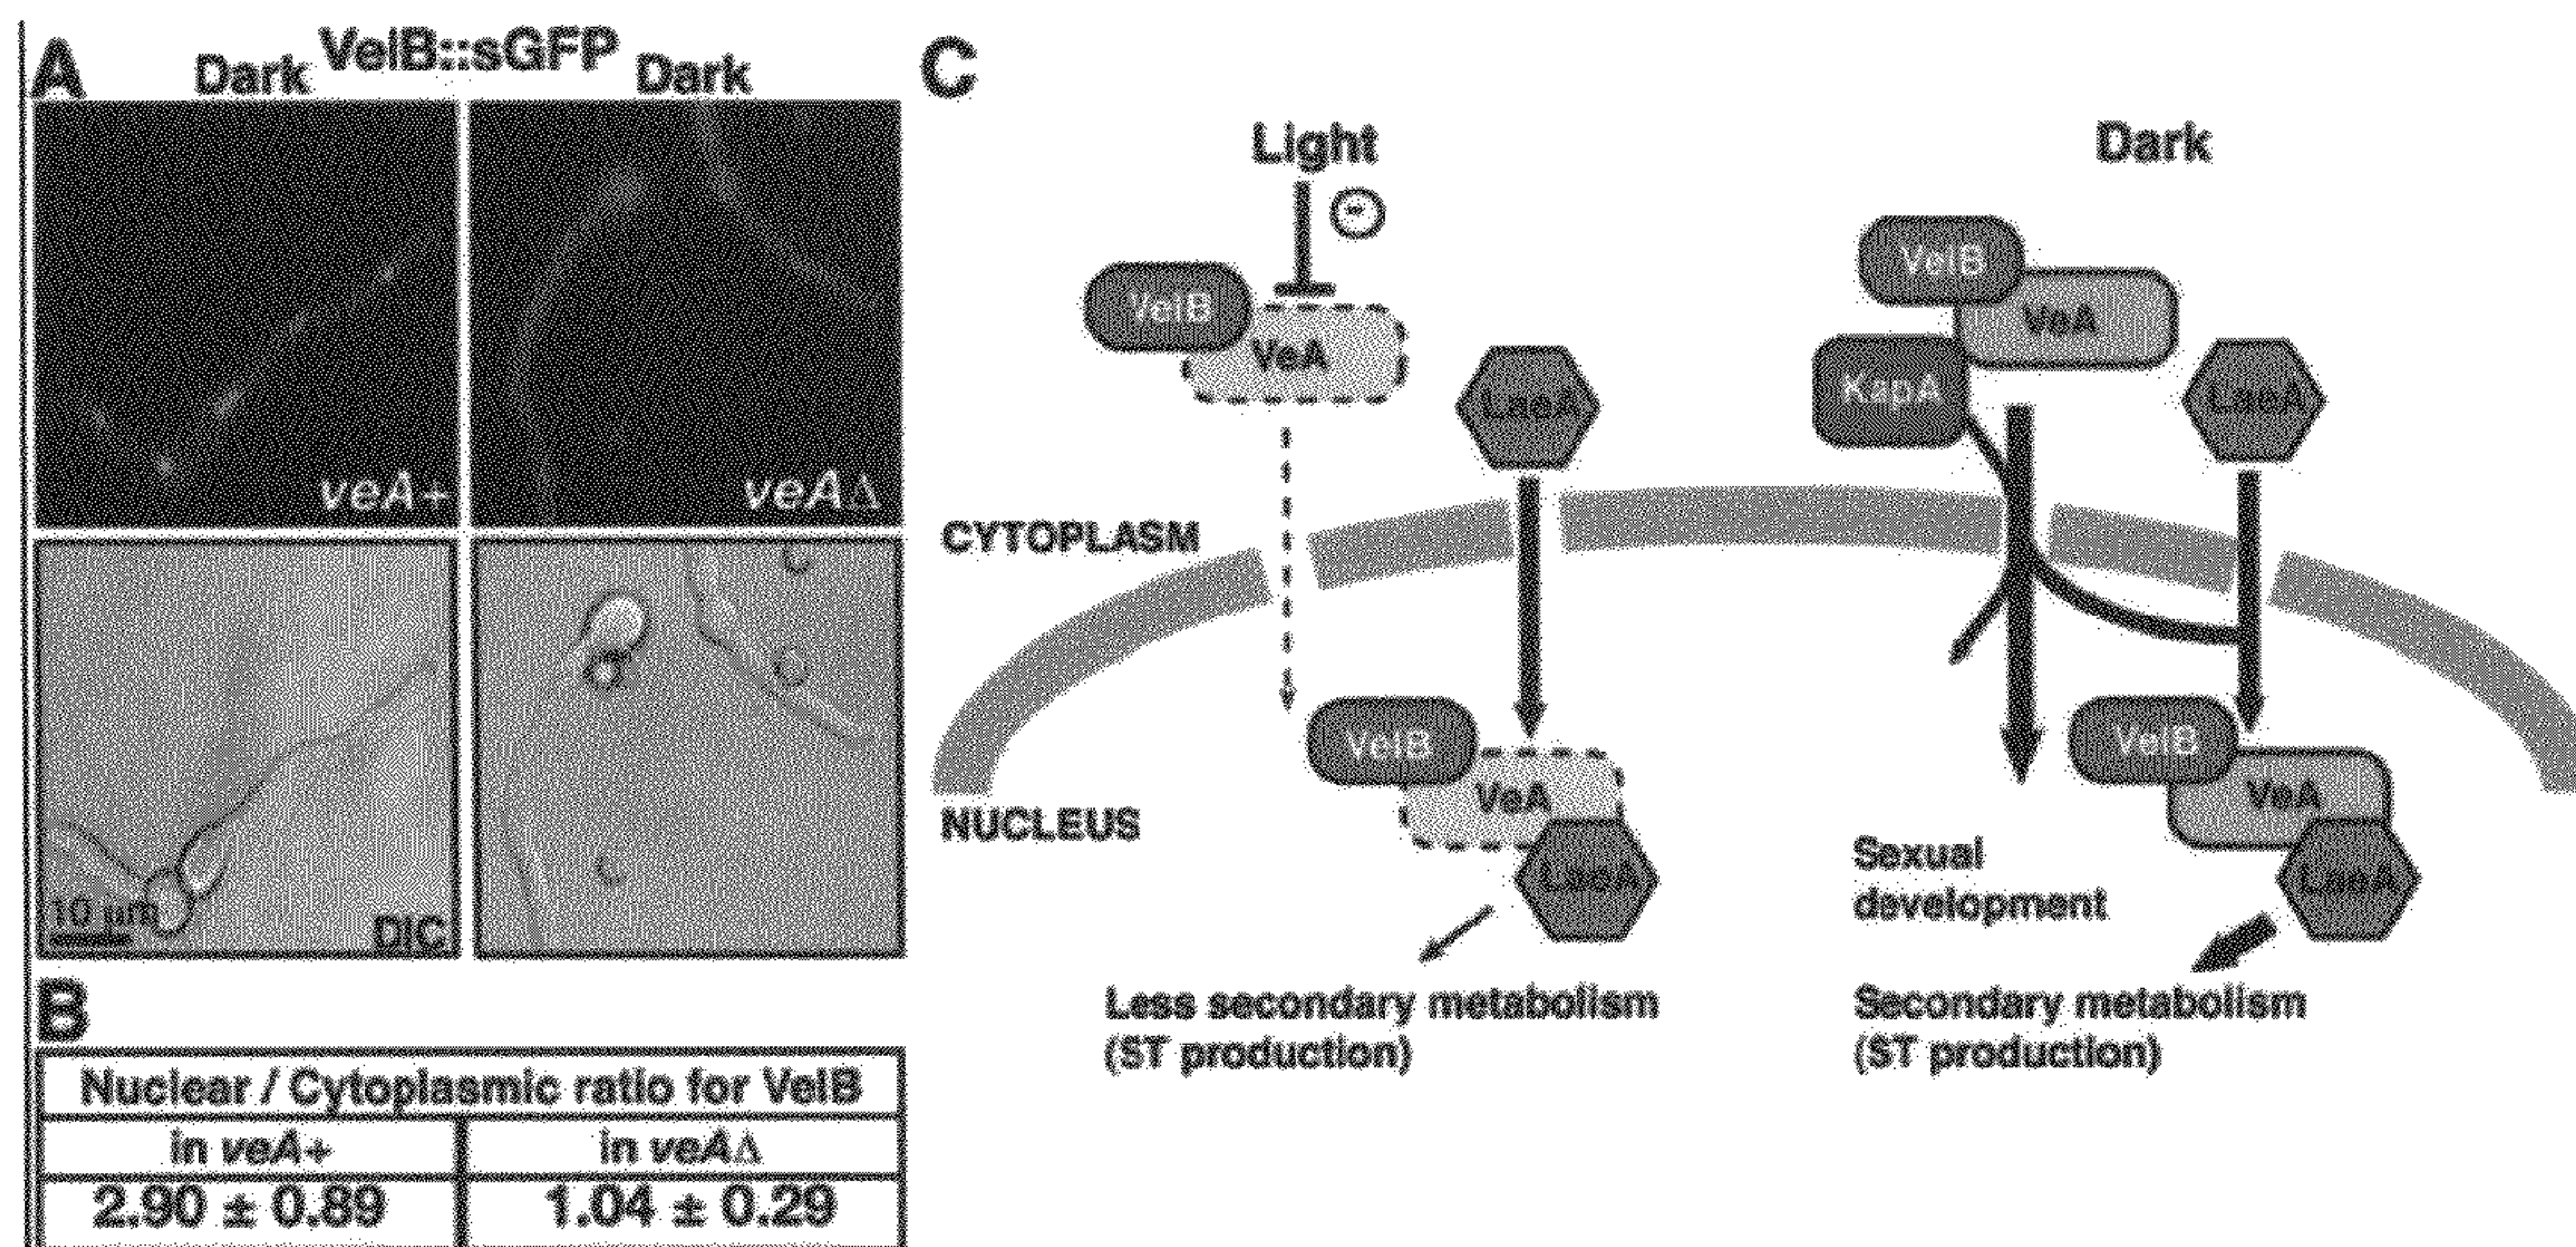 A
VelB::sGFP
Dark
Dark
veA+
veAΔ
10 µm
DIC
B
Nuclear / Cytoplasmic ratio for VelB
in veA+
in veAΔ
2.90 ± 0.89
1.04 ± 0.29
C
Light
-
VelB
VeA
LaeA
CYTOPLASM
NUCLEUS
VelB
VeA
LaeA
Less secondary metabolism
(ST production)
Dark
VelB
VeA
KapA
LaeA
VelB
VeA
LaeA
Sexual
development
Secondary metabolism
(ST production)